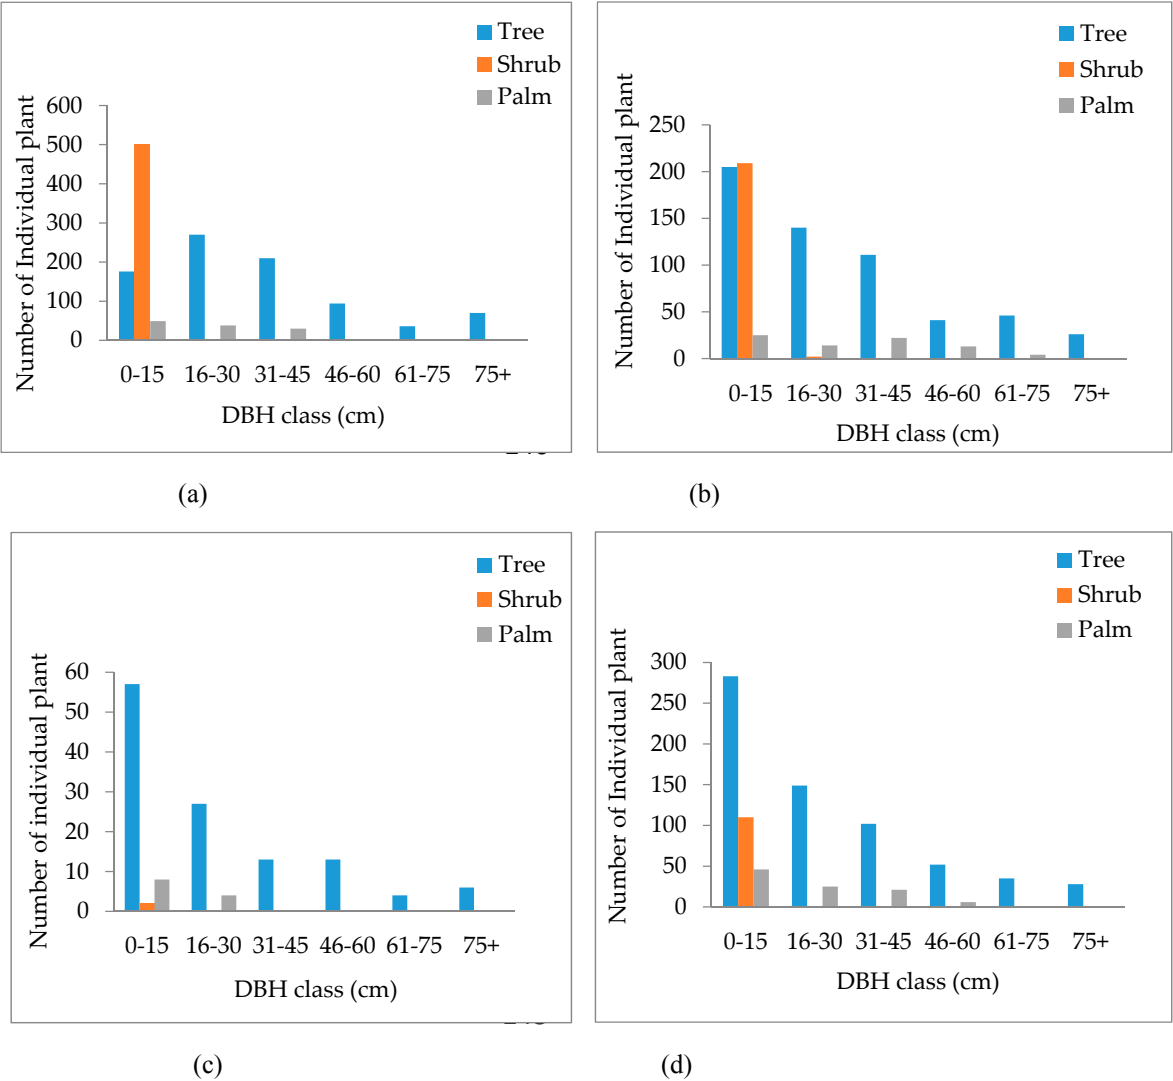 Tree
Shrub
Palm
Number of Individual plant
600
500
400
300
200
100
0
0-15 16-30 31-45 46-60 61-75 75+
DBH class (cm)
(a)
Tree
Shrub
Palm
Number of Individual plant
250
200
150
100
50
0
0-15 16-30 31-45 46-60 61-75 75+
DBH class (cm)
(b)
Tree
Shrub
Palm
Number of individual plant
60
50
40
30
20
10
0
0-15 16-30 31-45 46-60 61-75 75+
DBH class (cm)
(c)
Tree
Shrub
Palm
Number of Individual plant
300
250
200
150
100
50
0
0-15 16-30 31-45 46-60 61-75 75+
DBH class (cm)
(d)